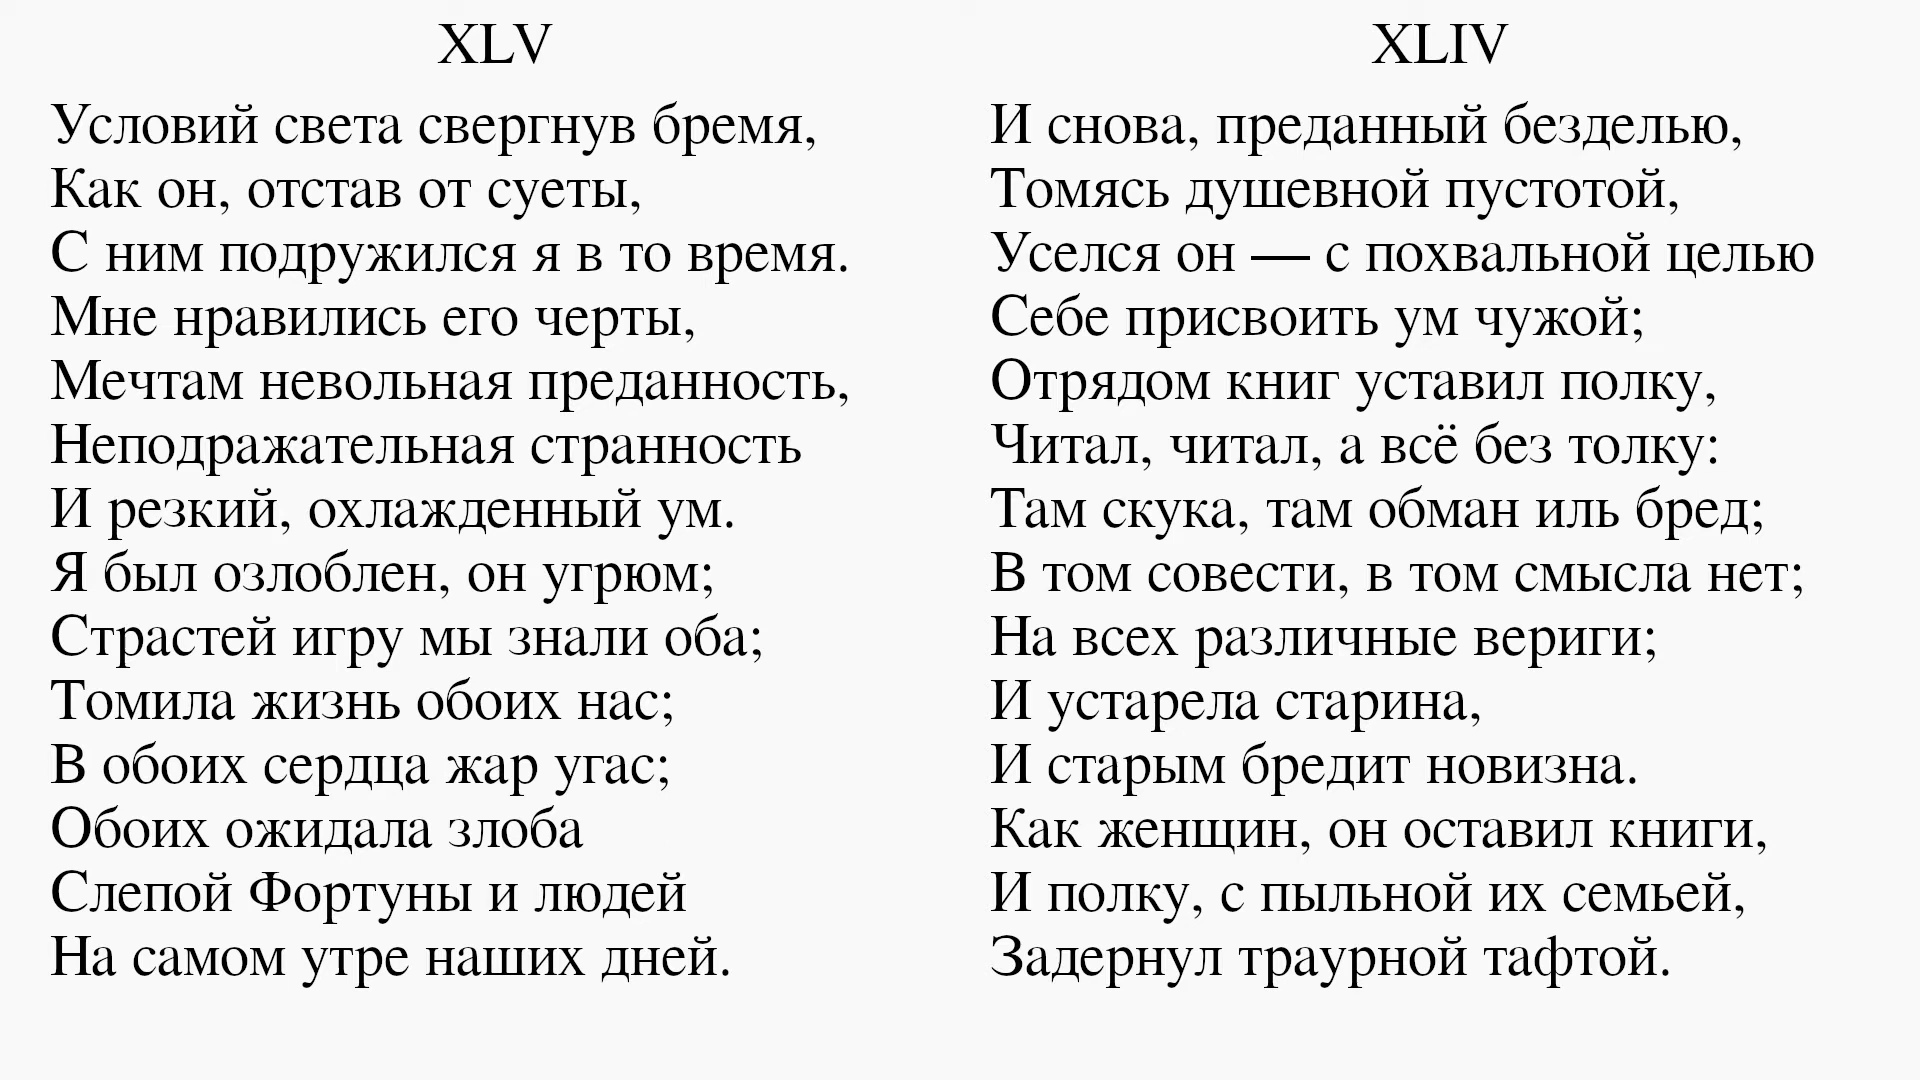 XLV
Условий света свергнув бремя,
Как он, отстав от суеты,
С ним подружился я в то время.
Мне нравились его черты,
Мечтам невольная преданность,
Неподражательная странность
И резкий, охлажденный ум.
Я был озлоблен, он угрюм;
Страстей игру мы знали оба;
Томила жизнь обоих нас;
В обоих сердца жар угас;
Обоих ожидала злоба
Слепой Фортуны и людей
На самом утре наших дней.
XLIV
И снова, преданный безделью,
Томясь душевной пустотой,
Уселся он — с похвальной целью
Себе присвоить ум чужой;
Отрядом книг уставил полку,
Читал, читал, а всё без толку:
Там скука, там обман иль бред;
В том совести, в том смысла нет;
На всех различные вериги;
И устарела старина,
И старым бредит новизна.
Как женщин, он оставил книги,
И полку, с пыльной их семьей,
Задернул траурной тафтой.